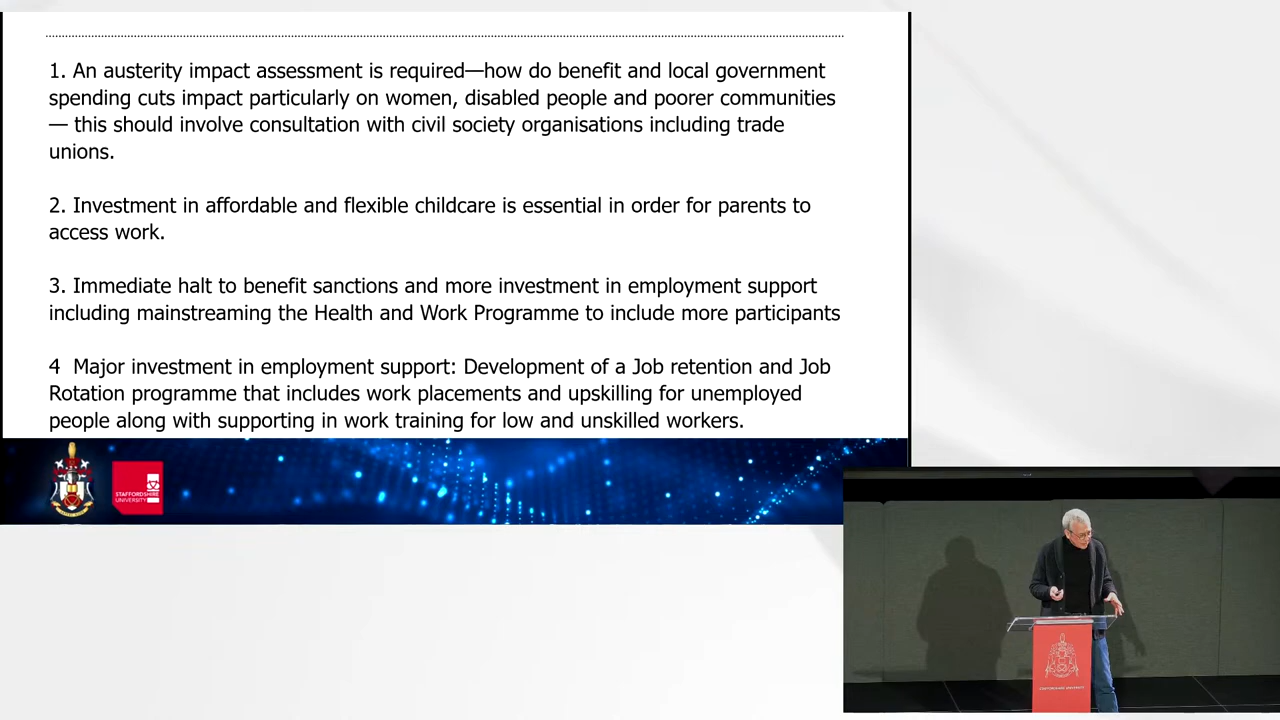 1. An austerity impact assessment is required—how do benefit and local government
spending cuts impact particularly on women, disabled people and poorer communities
— this should involve consultation with civil society organisations including trade
unions.
2. Investment in affordable and flexible childcare is essential in order for parents to
access work.
3. Immediate halt to benefit sanctions and more investment in employment support
including mainstreaming the Health and Work Programme to include more participants
4  Major investment in employment support: Development of a Job retention and Job
Rotation programme that includes work placements and upskilling for unemployed
people along with supporting in work training for low and unskilled workers.
STAFFORDSHIRE
UNIVERSITY
STAFFORDSHIRE UNIVERSITY